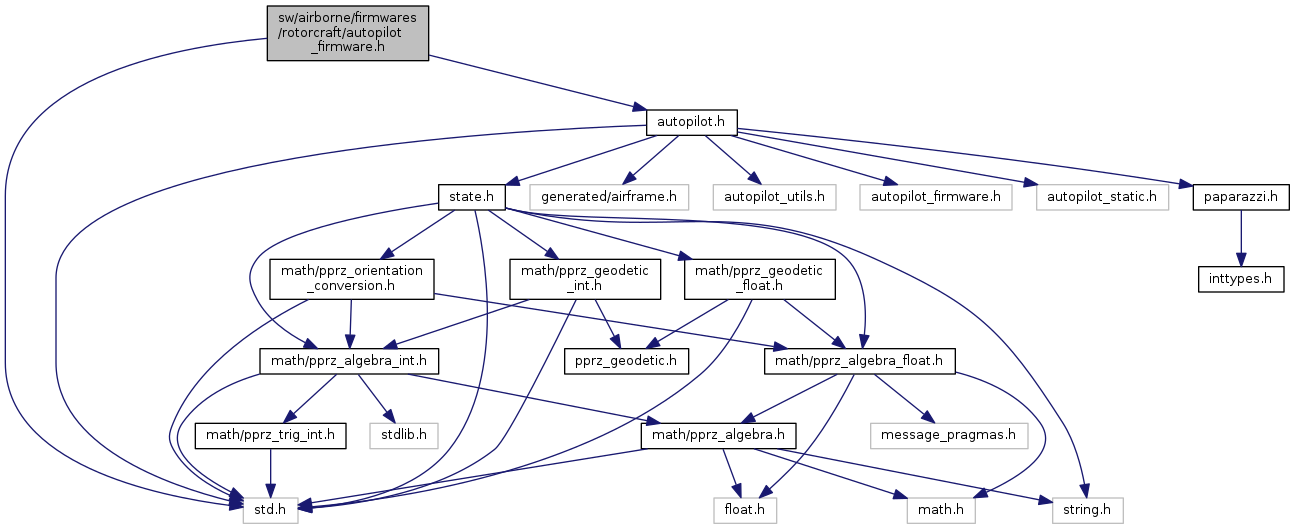 sw/airborne/firmwares
/rotorcraft/autopilot
_firmware.h
autopilot.h
state.h
generated/airframe.h
autopilot_utils.h
autopilot_firmware.h
autopilot_static.h
paparazzi.h
math/pprz_orientation
_conversion.h
math/pprz_geodetic
_int.h
math/pprz_geodetic
_float.h
inttypes.h
math/pprz_algebra_int.h
pprz_geodetic.h
math/pprz_algebra_float.h
math/pprz_trig_int.h
stdlib.h
math/pprz_algebra.h
message_pragmas.h
std.h
float.h
math.h
string.h